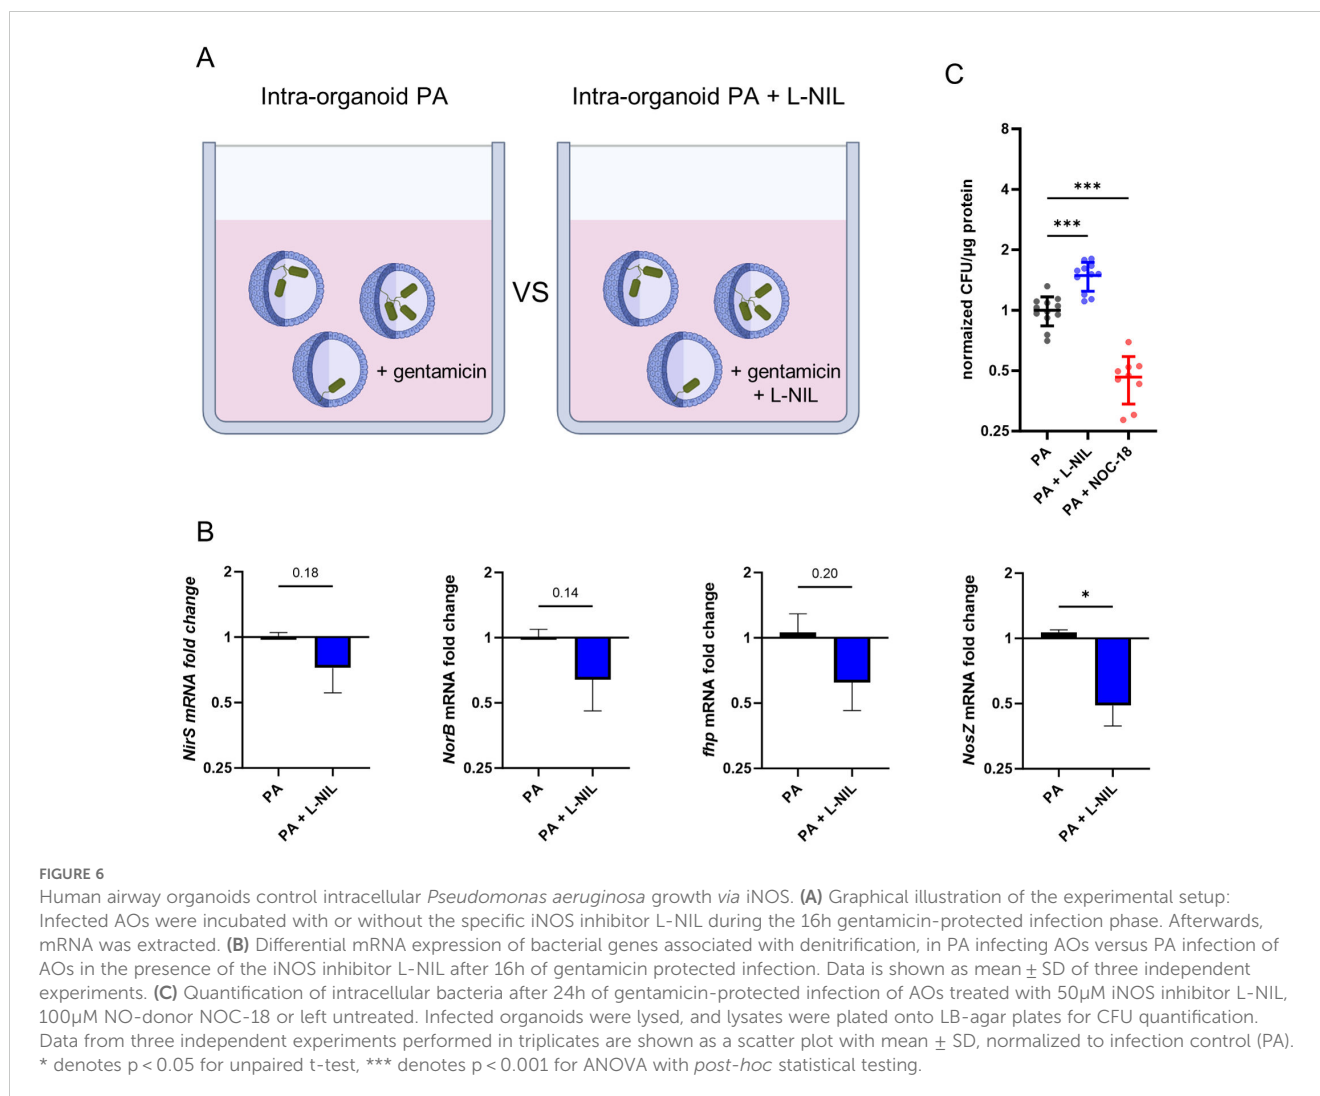 A
Intra-organoid PA
Intra-organoid PA + L-NIL
+ gentamicin
VS
+ gentamicin
+ L-NIL
C
normaized CFU/µg protein
8
4
2
1
0.5
0.25
***
***
PA
PA + L-NIL
PA + NOC-18
B
NirS mRNA fold change
2
1
0.5
0.25
0.18
PA
PA + L-NIL
NorB mRNA fold change
2
1
0.5
0.25
0.14
PA
PA + L-NIL
fhp mRNA fold change
2
1
0.5
0.25
0.20
PA
PA + L-NIL
NosZ mRNA fold change
2
1
0.5
0.25
*
PA
PA + L-NIL
FIGURE 6
Human airway organoids control intracellular Pseudomonas aeruginosa growth via iNOS. (A) Graphical illustration of the experimental setup:
Infected AOs were incubated with or without the specific iNOS inhibitor L-NIL during the 16h gentamicin-protected infection phase. Afterwards,
mRNA was extracted. (B) Differential mRNA expression of bacterial genes associated with denitrification, in PA infecting AOs versus PA infection of
AOs in the presence of the iNOS inhibitor L-NIL after 16h of gentamicin protected infection. Data is shown as mean ± SD of three independent
experiments. (C) Quantification of intracellular bacteria after 24h of gentamicin-protected infection of AOs treated with 50µM iNOS inhibitor L-NIL,
100µM NO-donor NOC-18 or left untreated. Infected organoids were lysed, and lysates were plated onto LB-agar plates for CFU quantification.
Data from three independent experiments performed in triplicates are shown as a scatter plot with mean ± SD, normalized to infection control (PA).
* denotes p < 0.05 for unpaired t-test, *** denotes p < 0.001 for ANOVA with post-hoc statistical testing.